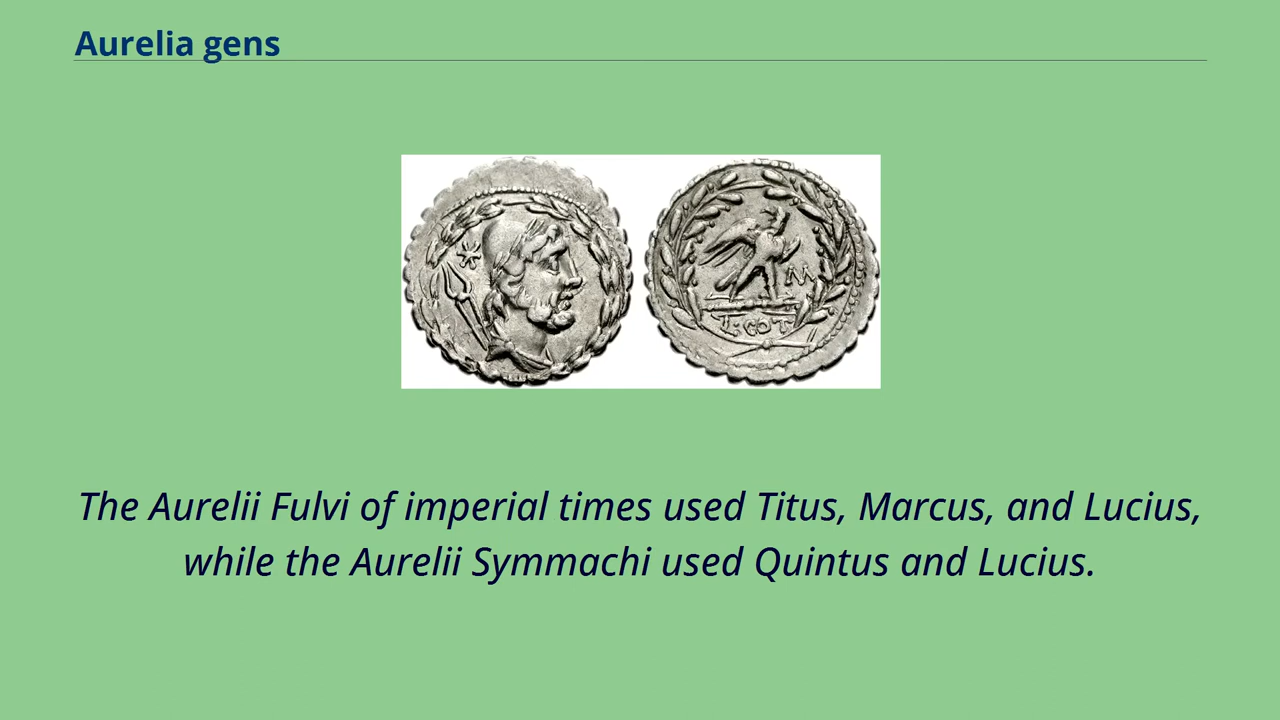 Aurelia gens
M
L·COT
The Aurelii Fulvi of imperial times used Titus, Marcus, and Lucius,
while the Aurelii Symmachi used Quintus and Lucius.